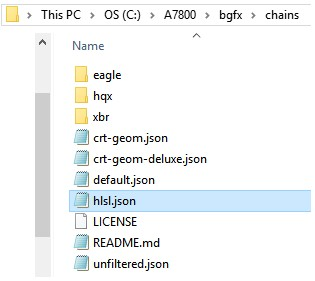 This PC > OS (C:) > A7800 > bgfx > chains
Name
eagle
hqx
xbr
crt-geom.json
crt-geom-deluxe.json
default.json
hlsl.json
LICENSE
README.md
unfiltered.json